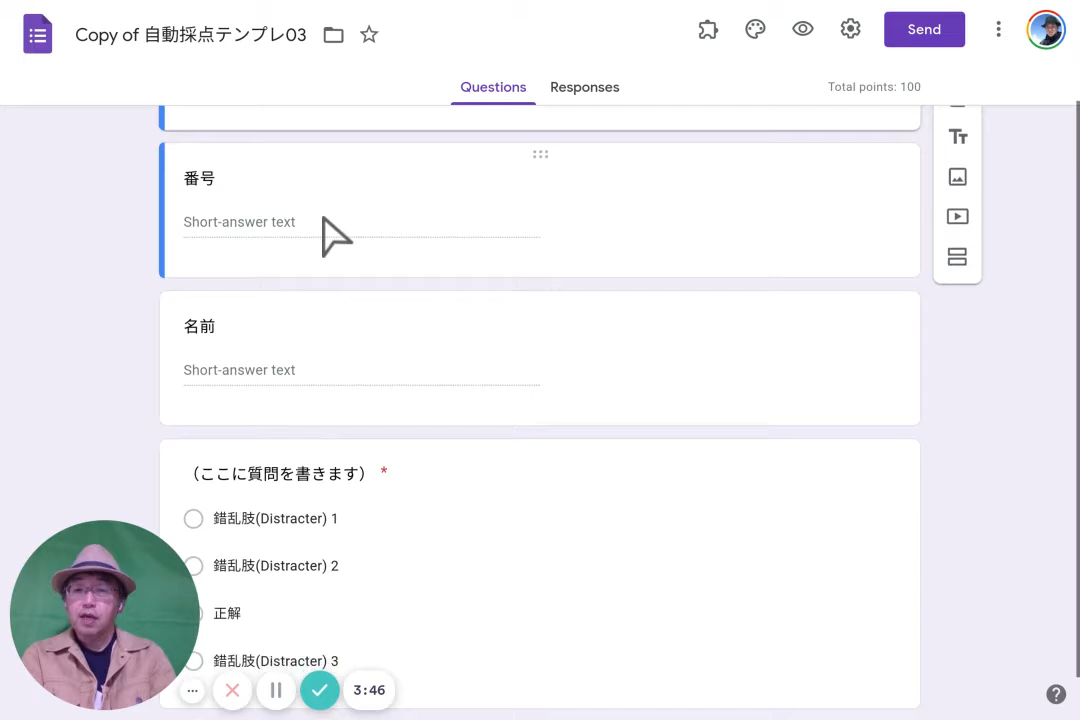 Copy of 自動採点テンプレ03
Send
Questions
Responses
Total points: 100
番号
Short-answer text
名前
Short-answer text
（ここに質問を書きます） *
錯乱肢(Distracter) 1
錯乱肢(Distracter) 2
正解
錯乱肢(Distracter) 3
3:46